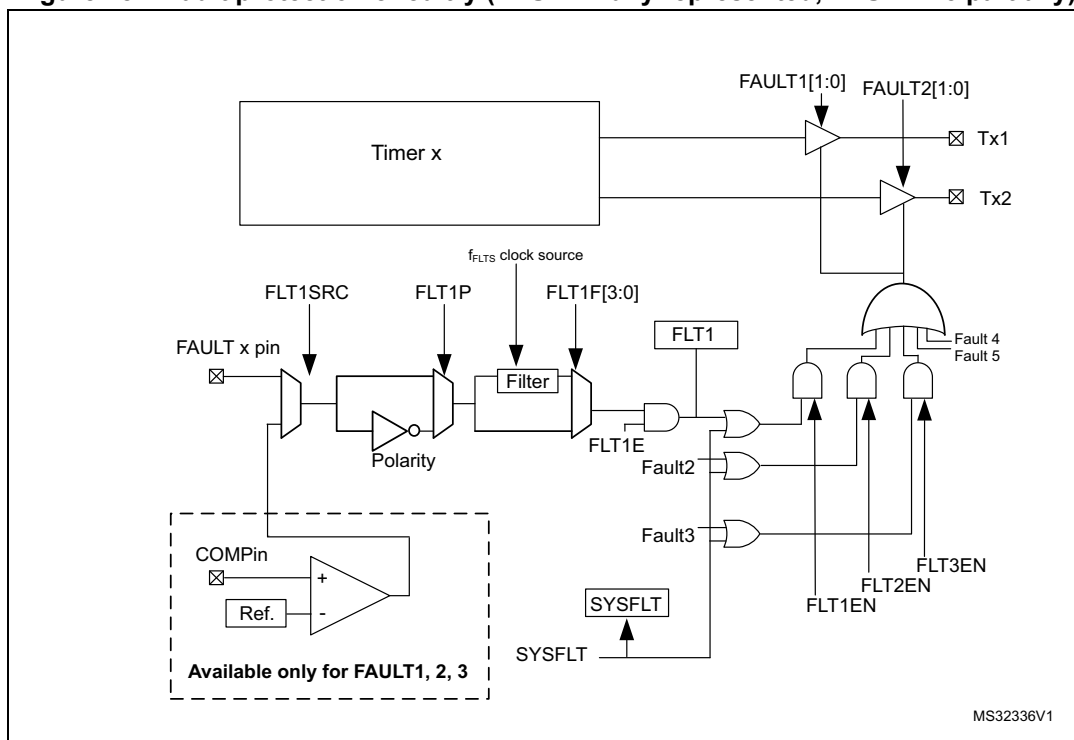 FAULT1[1:0]
FAULT2[1:0]
Timer x
Tx1
Tx2
fFLTS clock source
FLT1SRC
FLT1P
FLT1F[3:0]
FLT1
FAULT x pin
Filter
Fault 4
Fault 5
FLT1E
Polarity
Fault2
Fault3
COMPin
+
Ref.
-
FLT3EN
FLT2EN
FLT1EN
SYSFLT
SYSFLT
Available only for FAULT1, 2, 3
MS32336V1